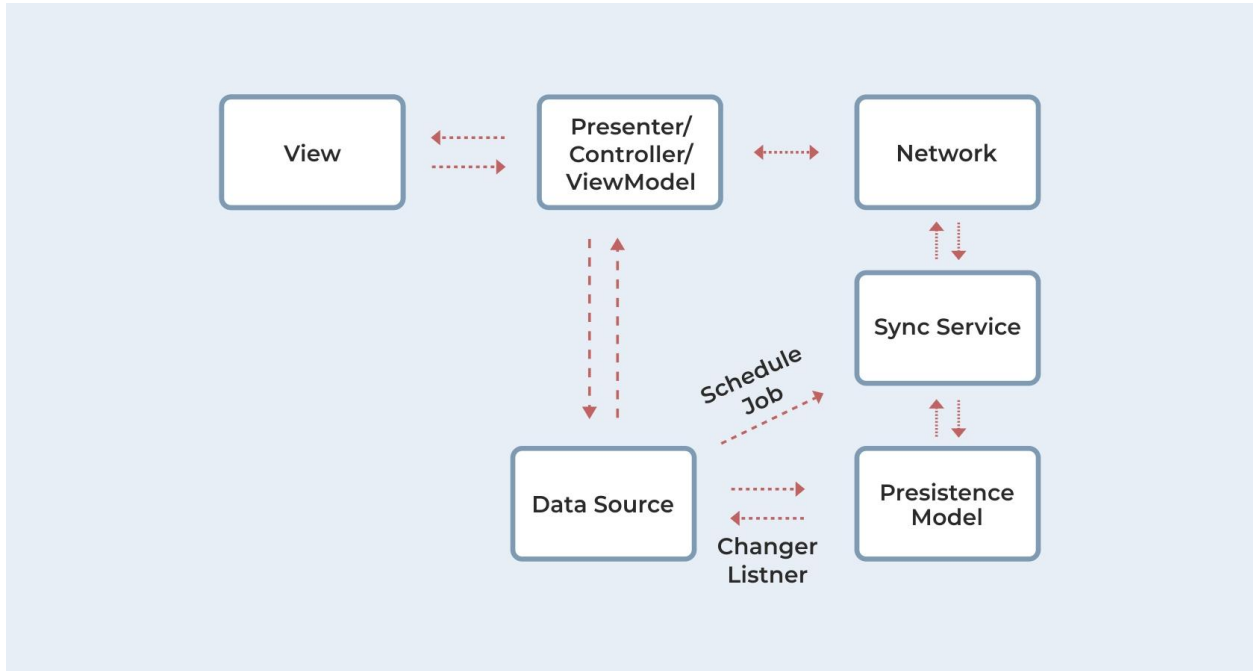 View
Presenter/
Controller/
ViewModel
Network
Sync Service
Schedule
Job
Data Source
Presistence
Model
Changer
Listner